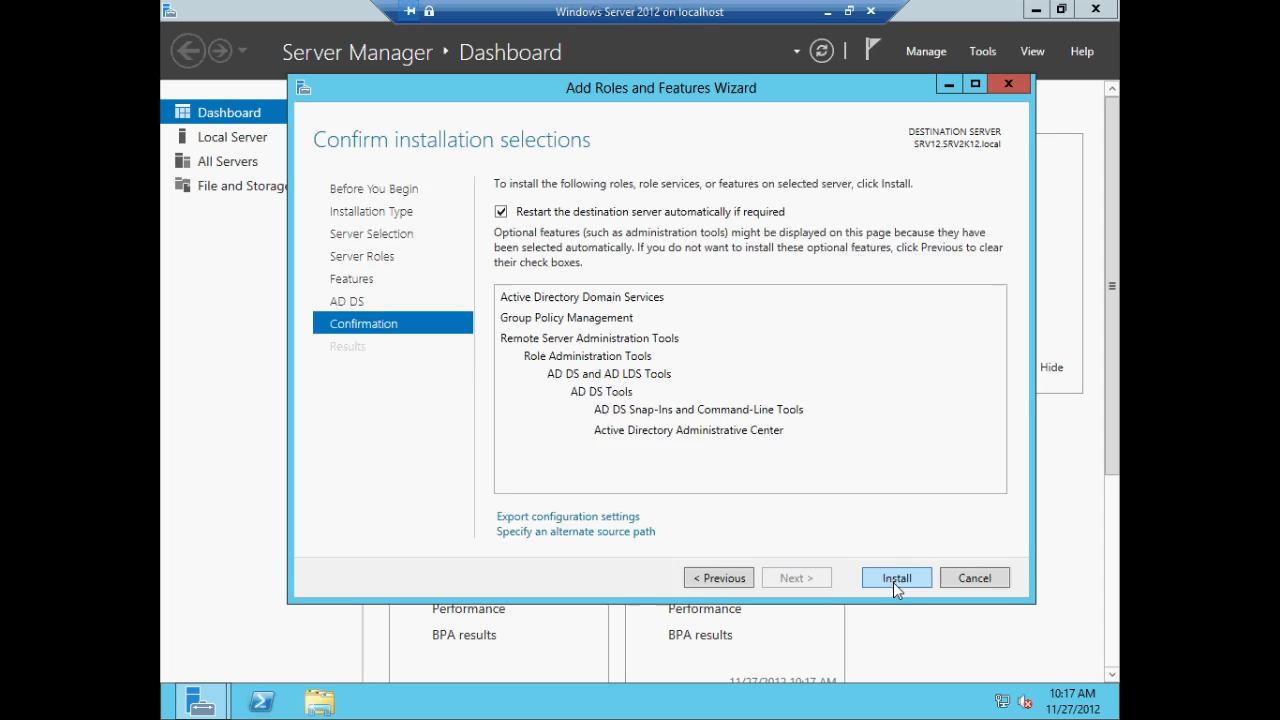 Windows Server 2012 on localhost
Server Manager ‣ Dashboard
Manage
Tools
View
Help
Dashboard
Local Server
All Servers
File and Storage
Add Roles and Features Wizard
Confirm installation selections
DESTINATION SERVER
SRV12.SRV2K12.local
Before You Begin
Installation Type
Server Selection
Server Roles
Features
AD DS
Confirmation
Results
To install the following roles, role services, or features on selected server, click Install.
Restart the destination server automatically if required
Optional features (such as administration tools) might be displayed on this page because they have
been selected automatically. If you do not want to install these optional features, click Previous to clear
their check boxes.
Active Directory Domain Services
Group Policy Management
Remote Server Administration Tools
Role Administration Tools
AD DS and AD LDS Tools
AD DS Tools
AD DS Snap-Ins and Command-Line Tools
Active Directory Administrative Center
Export configuration settings
Specify an alternate source path
< Previous
Next >
Install
Cancel
Hide
Performance
BPA results
Performance
BPA results
11/27/2012 10:17 AM
10:17 AM
11/27/2012